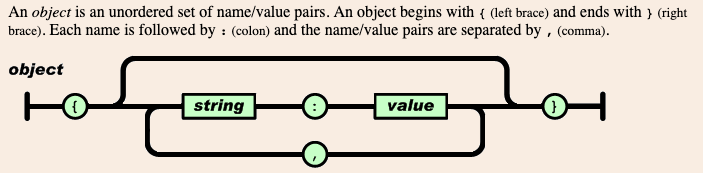 An object is an unordered set of name/value pairs. An object begins with { (left brace) and ends with } (right
brace). Each name is followed by : (colon) and the name/value pairs are separated by , (comma).
object
{ string : value }
,